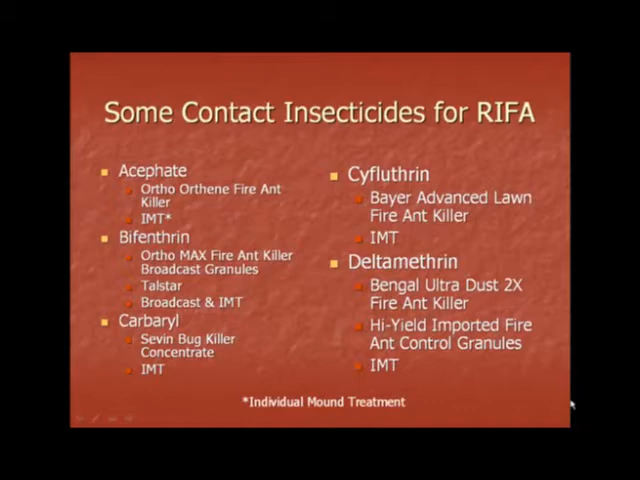 Some Contact Insecticides for RIFA
Acephate
Ortho Orthene Fire Ant
Killer
IMT*
Bifenthrin
Ortho MAX Fire Ant Killer
Broadcast Granules
Talstar
Broadcast & IMT
Carbaryl
Sevin Bug Killer
Concentrate
IMT
Cyfluthrin
Bayer Advanced Lawn
Fire Ant Killer
IMT
Deltamethrin
Bengal Ultra Dust 2X
Fire Ant Killer
Hi-Yield Imported Fire
Ant Control Granules
IMT
*Individual Mound Treatment